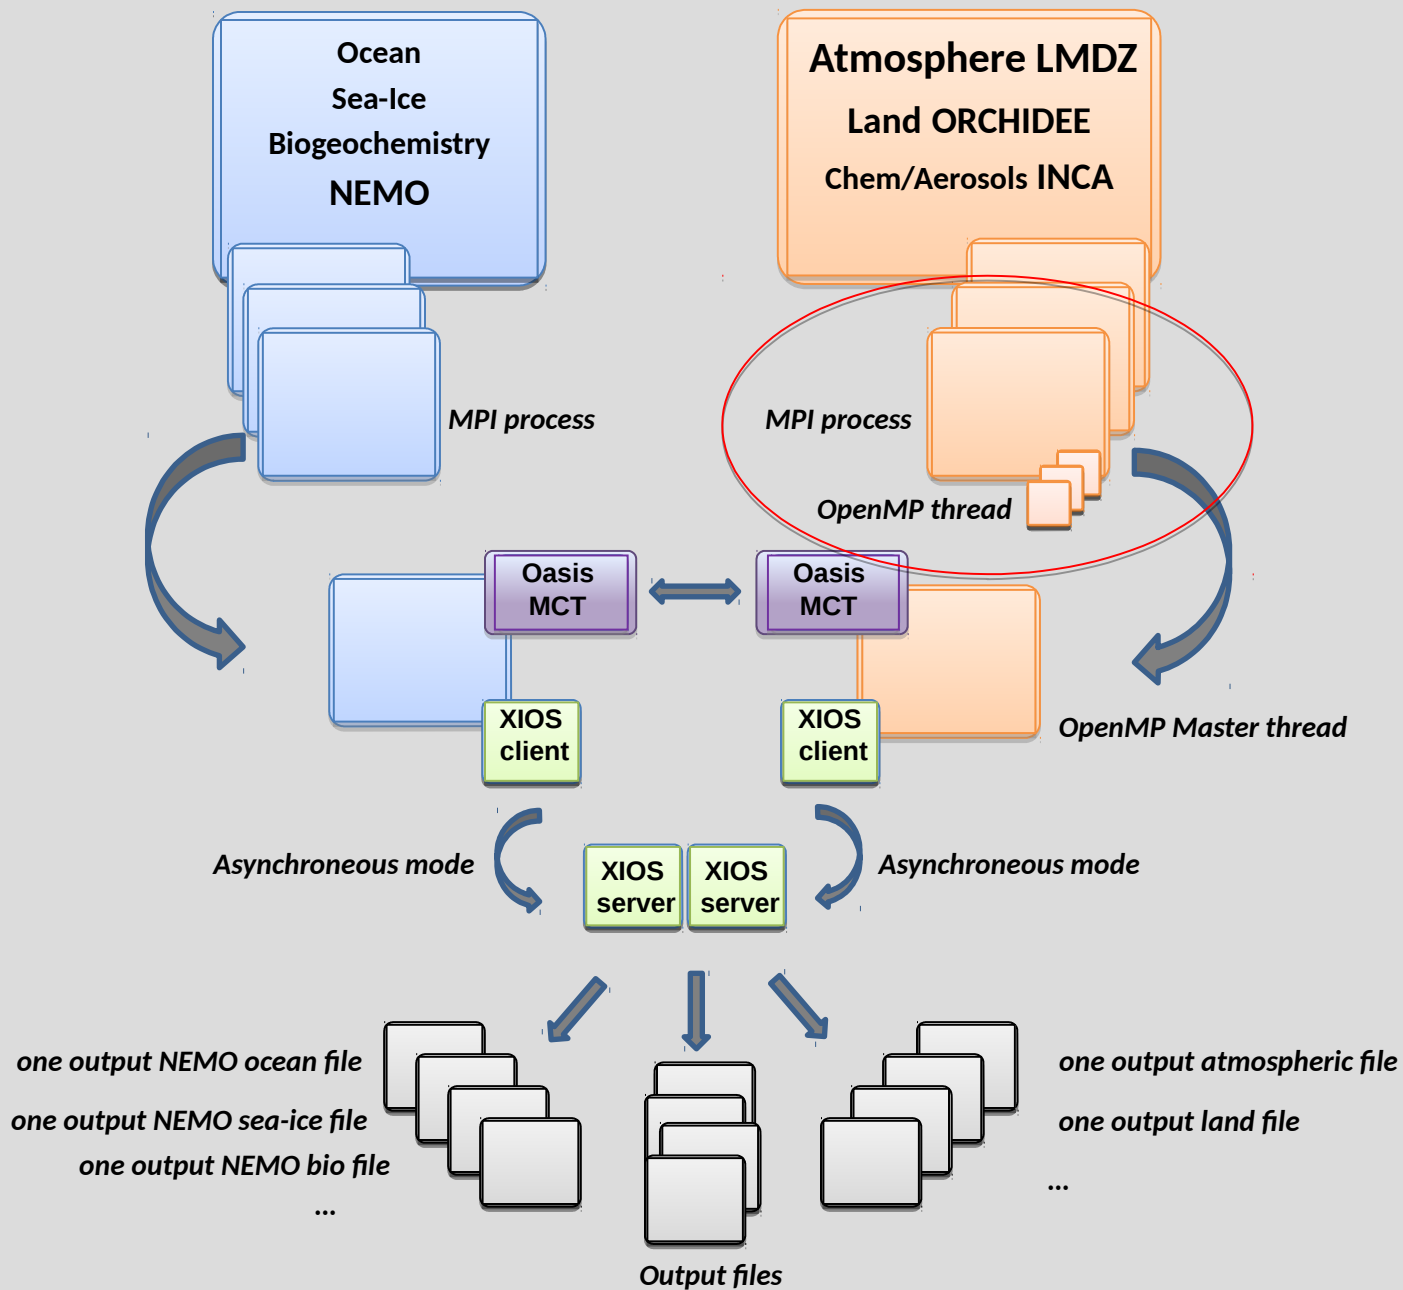 Ocean
Sea-Ice
Biogeochemistry
NEMO
Atmosphere LMDZ
Land ORCHIDEE
Chem/Aerosols INCA
MPI process
MPI process
OpenMP thread
Oasis
MCT
Oasis
MCT
XIOS
client
XIOS
client
OpenMP Master thread
Asynchroneous mode
XIOS
server
XIOS
server
Asynchroneous mode
one output NEMO ocean file
one output NEMO sea-ice file
one output NEMO bio file
...
one output atmospheric file
one output land file
...
Output files